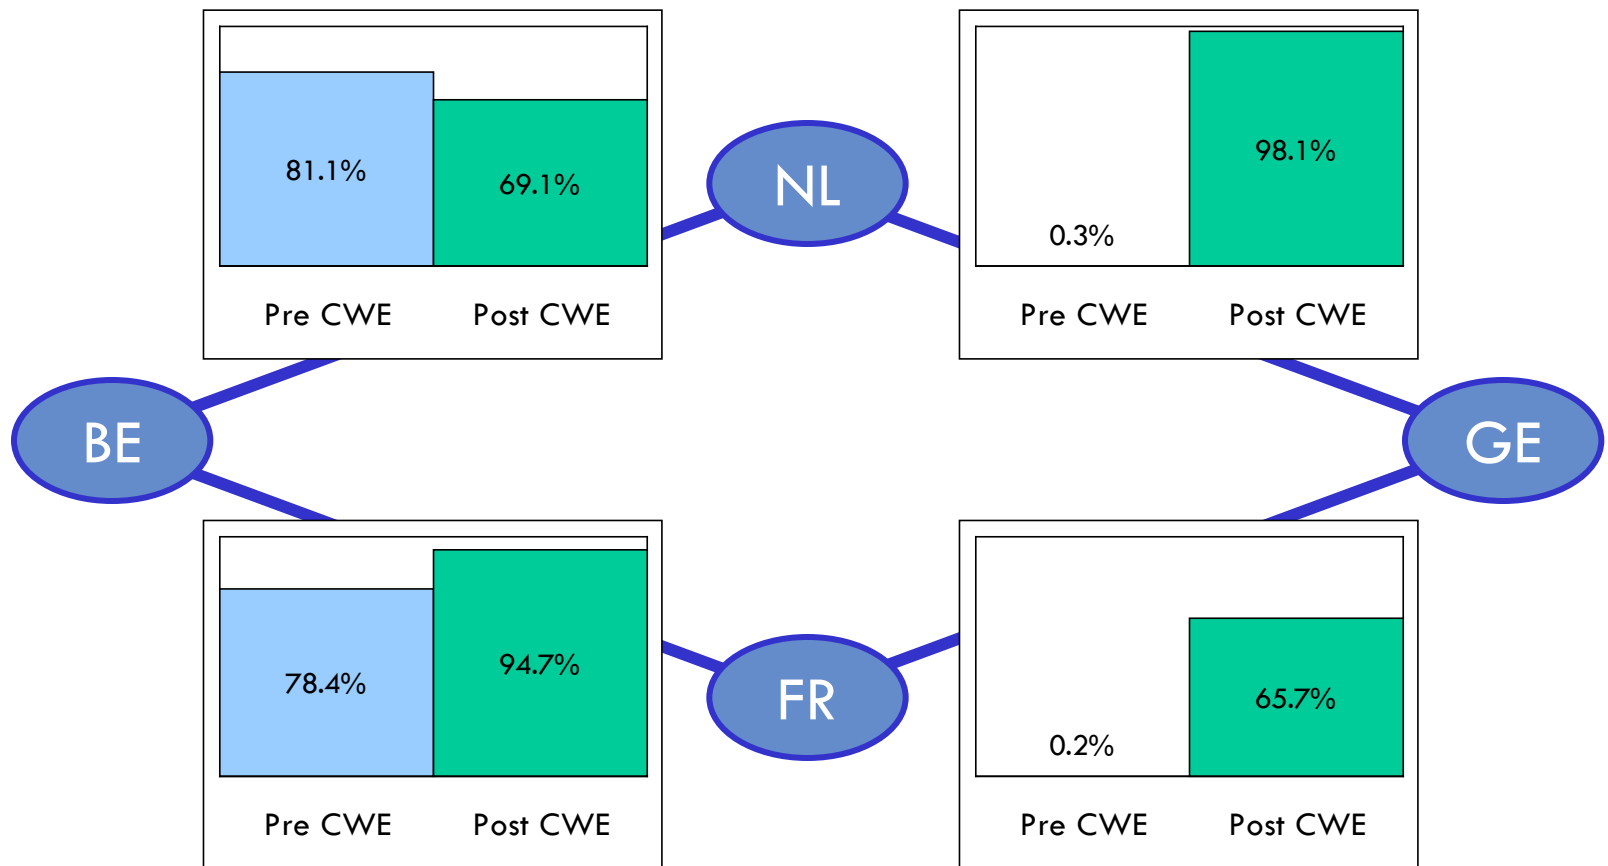 81.1%
69.1%
Pre CWE Post CWE
NL
98.1%
0.3%
Pre CWE Post CWE
BE
GE
78.4%
94.7%
Pre CWE Post CWE
FR
65.7%
0.2%
Pre CWE Post CWE